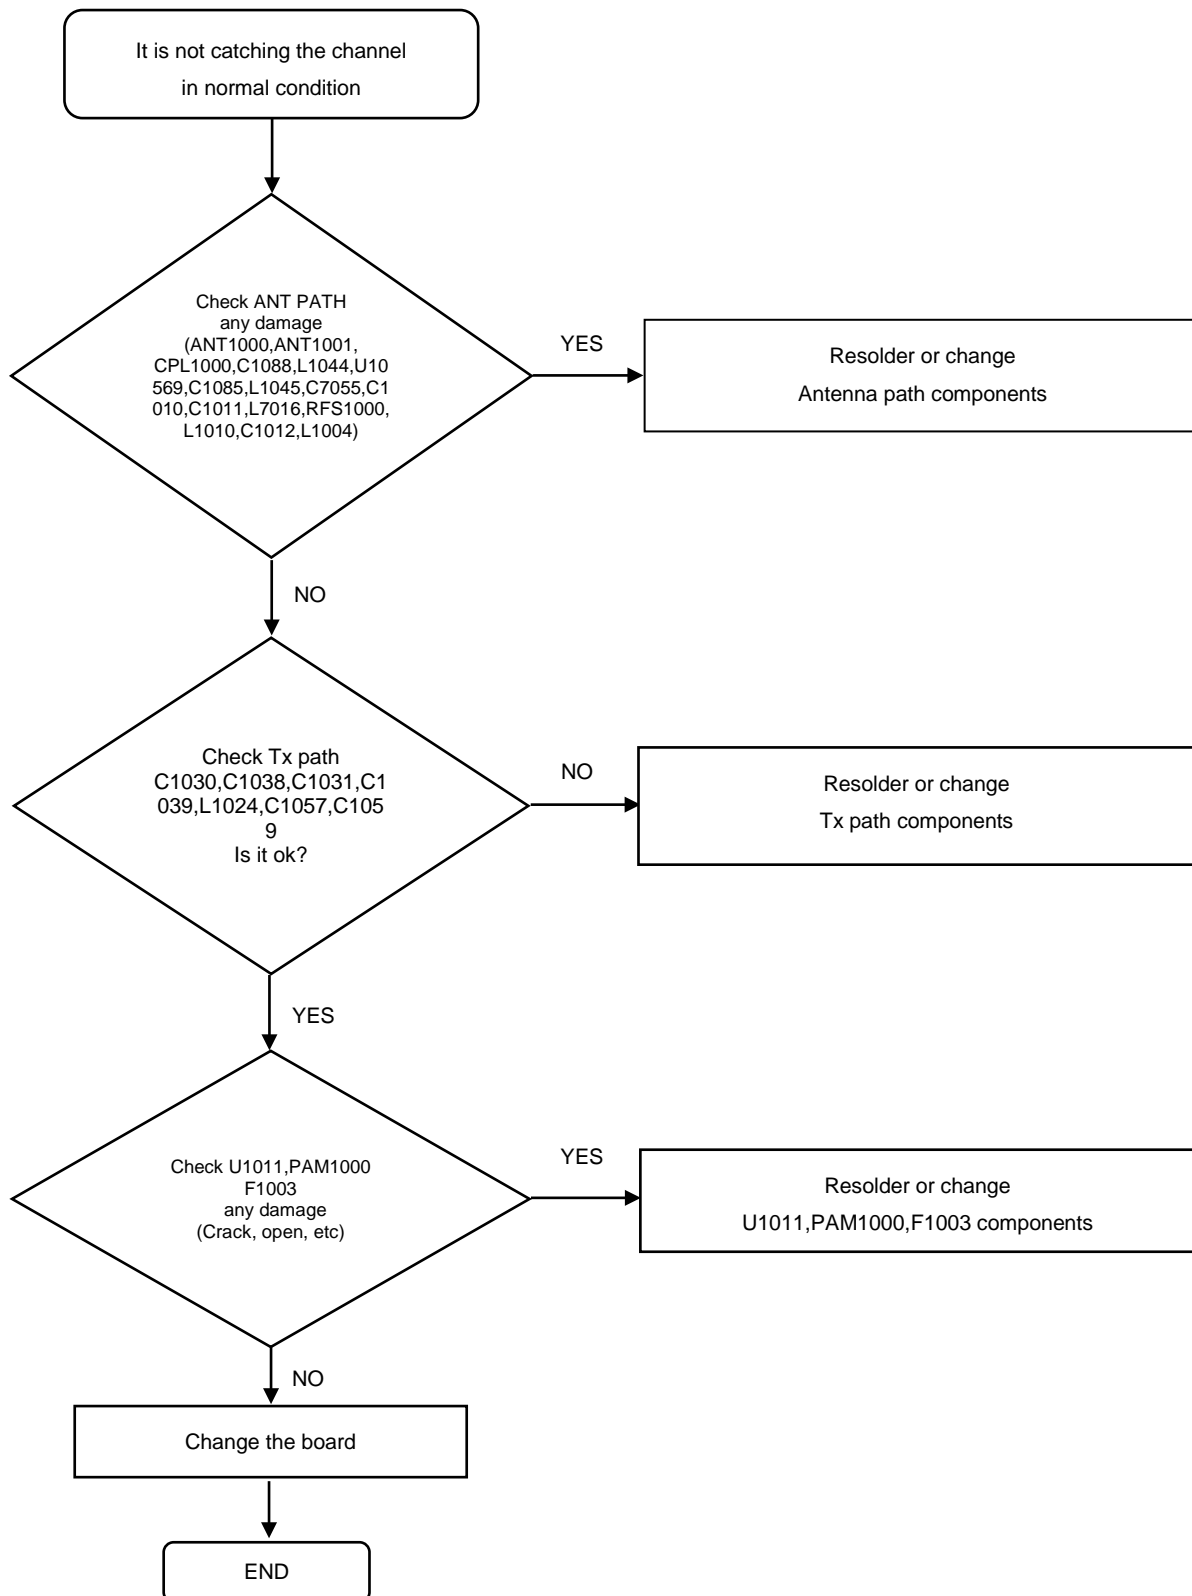 It is not catching the channel
in normal condition
Check ANT PATH
any damage
(ANT1000,ANT1001,
CPL1000,C1088,L1044,U10
569,C1085,L1045,C7055,C1
010,C1011,L7016,RFS1000,
L1010,C1012,L1004)
YES
Resolder or change
Antenna path components
NO
Check Tx path
C1030,C1038,C1031,C1
039,L1024,C1057,C105
9
Is it ok?
NO
Resolder or change
Tx path components
YES
Check U1011,PAM1000
F1003
any damage
(Crack, open, etc)
YES
Resolder or change
U1011,PAM1000,F1003 components
NO
Change the board
END